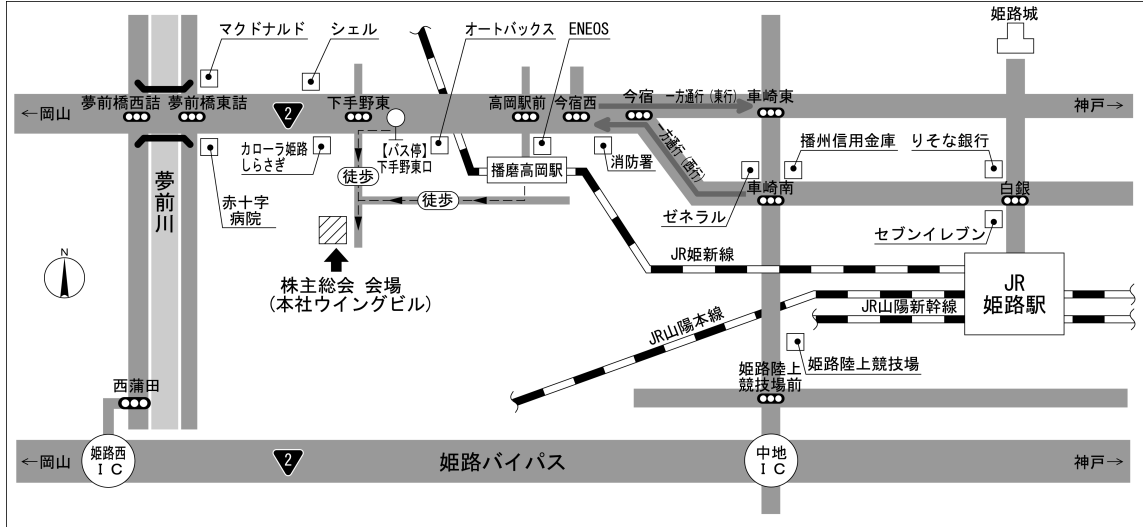 姫路城
マクドナルド
シェル
オートバックス
ENEOS
←岡山
夢前橋西詰
夢前橋東詰
2
下手野東
高岡駅前
今宿西
今宿
一方通行（東行）
車崎東
神戸→
カローラ姫路
しらさぎ
【バス停】
下手野東口
播磨高岡駅
消防署
一方通行（西行）
播州信用金庫
りそな銀行
夢前川
赤十字
病院
徒歩
徒歩
ゼネラル
車崎南
白銀
セブンイレブン
N
株主総会 会場
（本社ウイングビル）
JR姫新線
JR
姫路駅
JR山陽新幹線
JR山陽本線
姫路陸上競技場
姫路陸上
競技場前
西蒲田
姫路西
IC
←岡山
2
姫路バイパス
中地
IC
神戸→